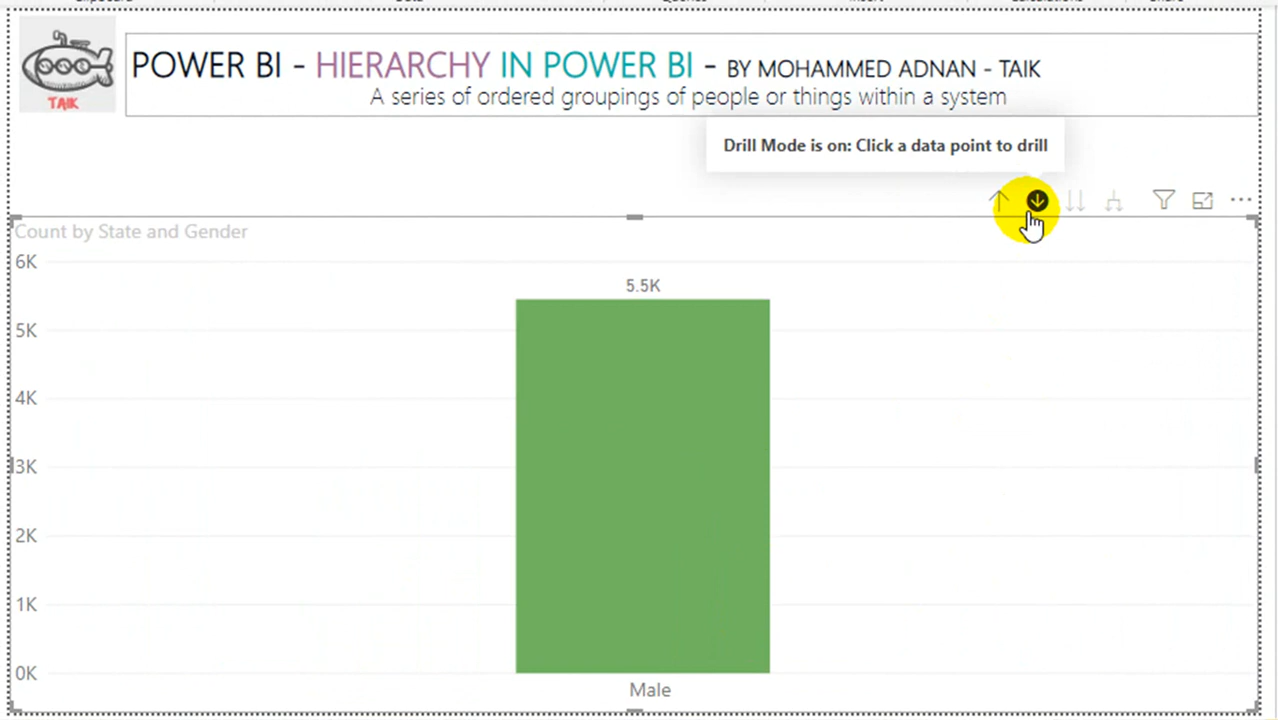 POWER BI - HIERARCHY IN POWER BI - BY MOHAMMED ADNAN - TAIK
TAIK
A series of ordered groupings of people or things within a system
Drill Mode is on: Click a data point to drill
Count by State and Gender
6K
5.5K
5K
4K
3K
2K
1K
0K
Male